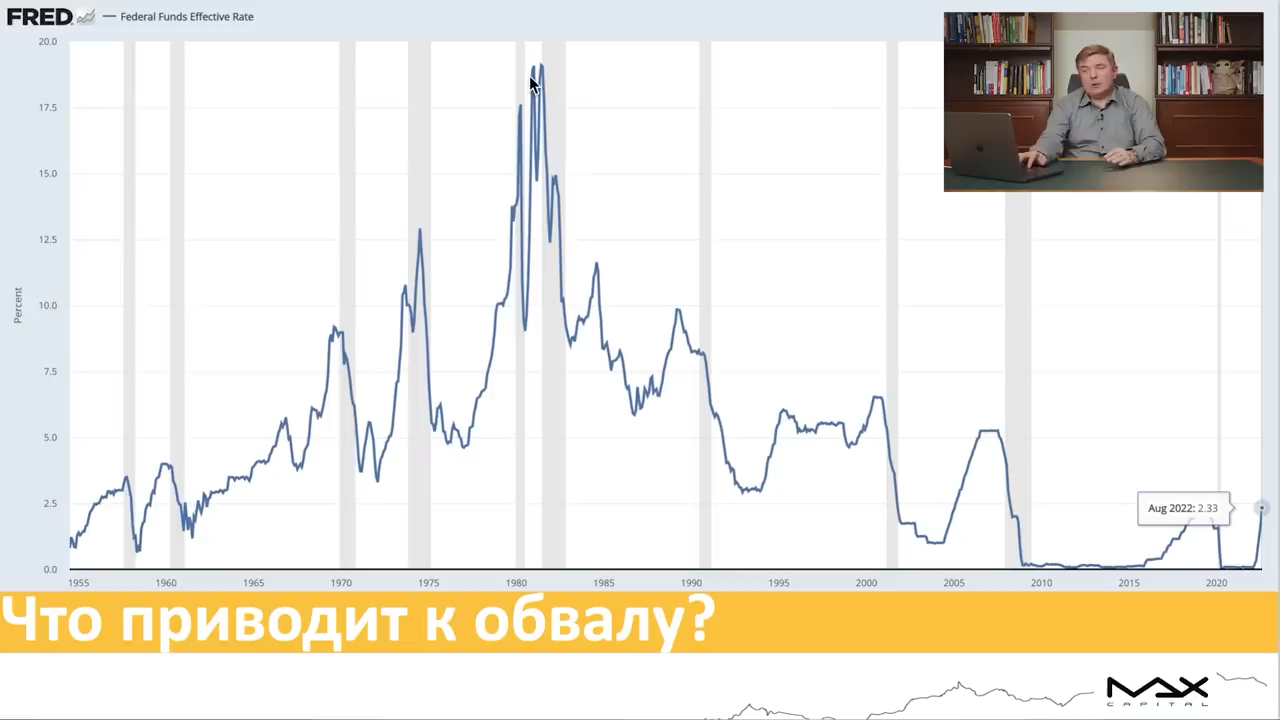 FRED
Federal Funds Effective Rate
20.0
17.5
15.0
12.5
10.0
7.5
5.0
2.5
0.0
Percent
Aug 2022: 2.33
1955 1960 1965 1970 1975 1980 1985 1990 1995 2000 2005 2010 2015 2020
Что приводит к обвалу?
MAX
CAPITAL